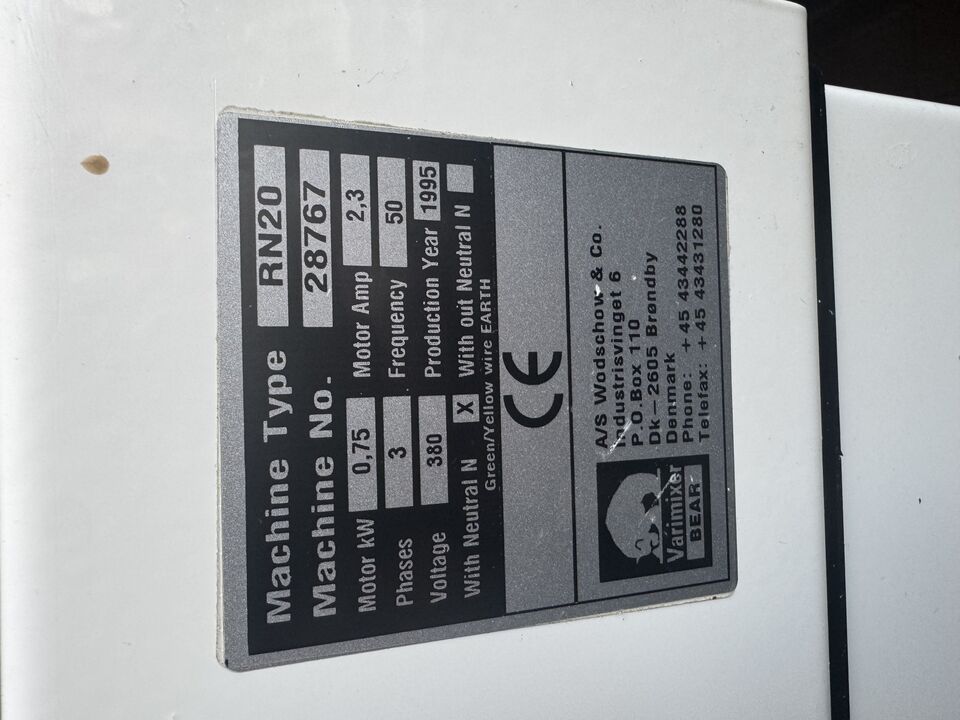 Machine Type RN20
Machine No. 28767
Motor kW 0,75 Motor Amp 2,3
Phases 3 Frequency 50
Voltage 380 Production Year 1995
With Neutral N X With out Neutral N
Green/Yellow wire EARTH
CE
Varimixer
BEAR
A/S Wodschow & Co.
Industrisvinget 6
P.O.Box 110
Dk-2605 Brøndby
Denmark
Phone: +45 43442288
Telefax: +45 43431280